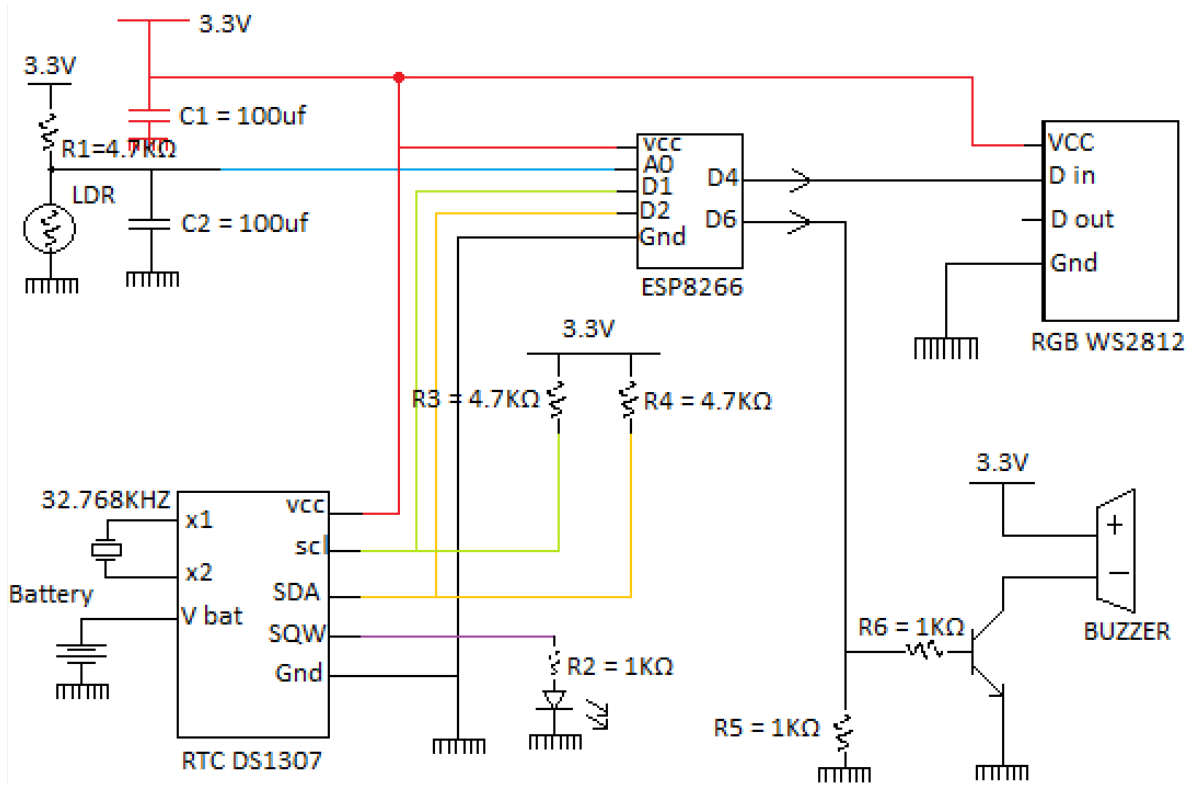 3.3V
3.3V
C1 = 100uf
R1=4.7KΩ
LDR
C2 = 100uf
vcc
A0
D1
D2
Gnd
D4
D6
ESP8266
VCC
D in
D out
Gnd
RGB WS2812
3.3V
R3 = 4.7KΩ
R4 = 4.7KΩ
32.768KHZ
x1
x2
Battery
V bat
vcc
scl
SDA
SQW
Gnd
RTC DS1307
R2 = 1KΩ
3.3V
+
−
BUZZER
R6 = 1KΩ
R5 = 1KΩ